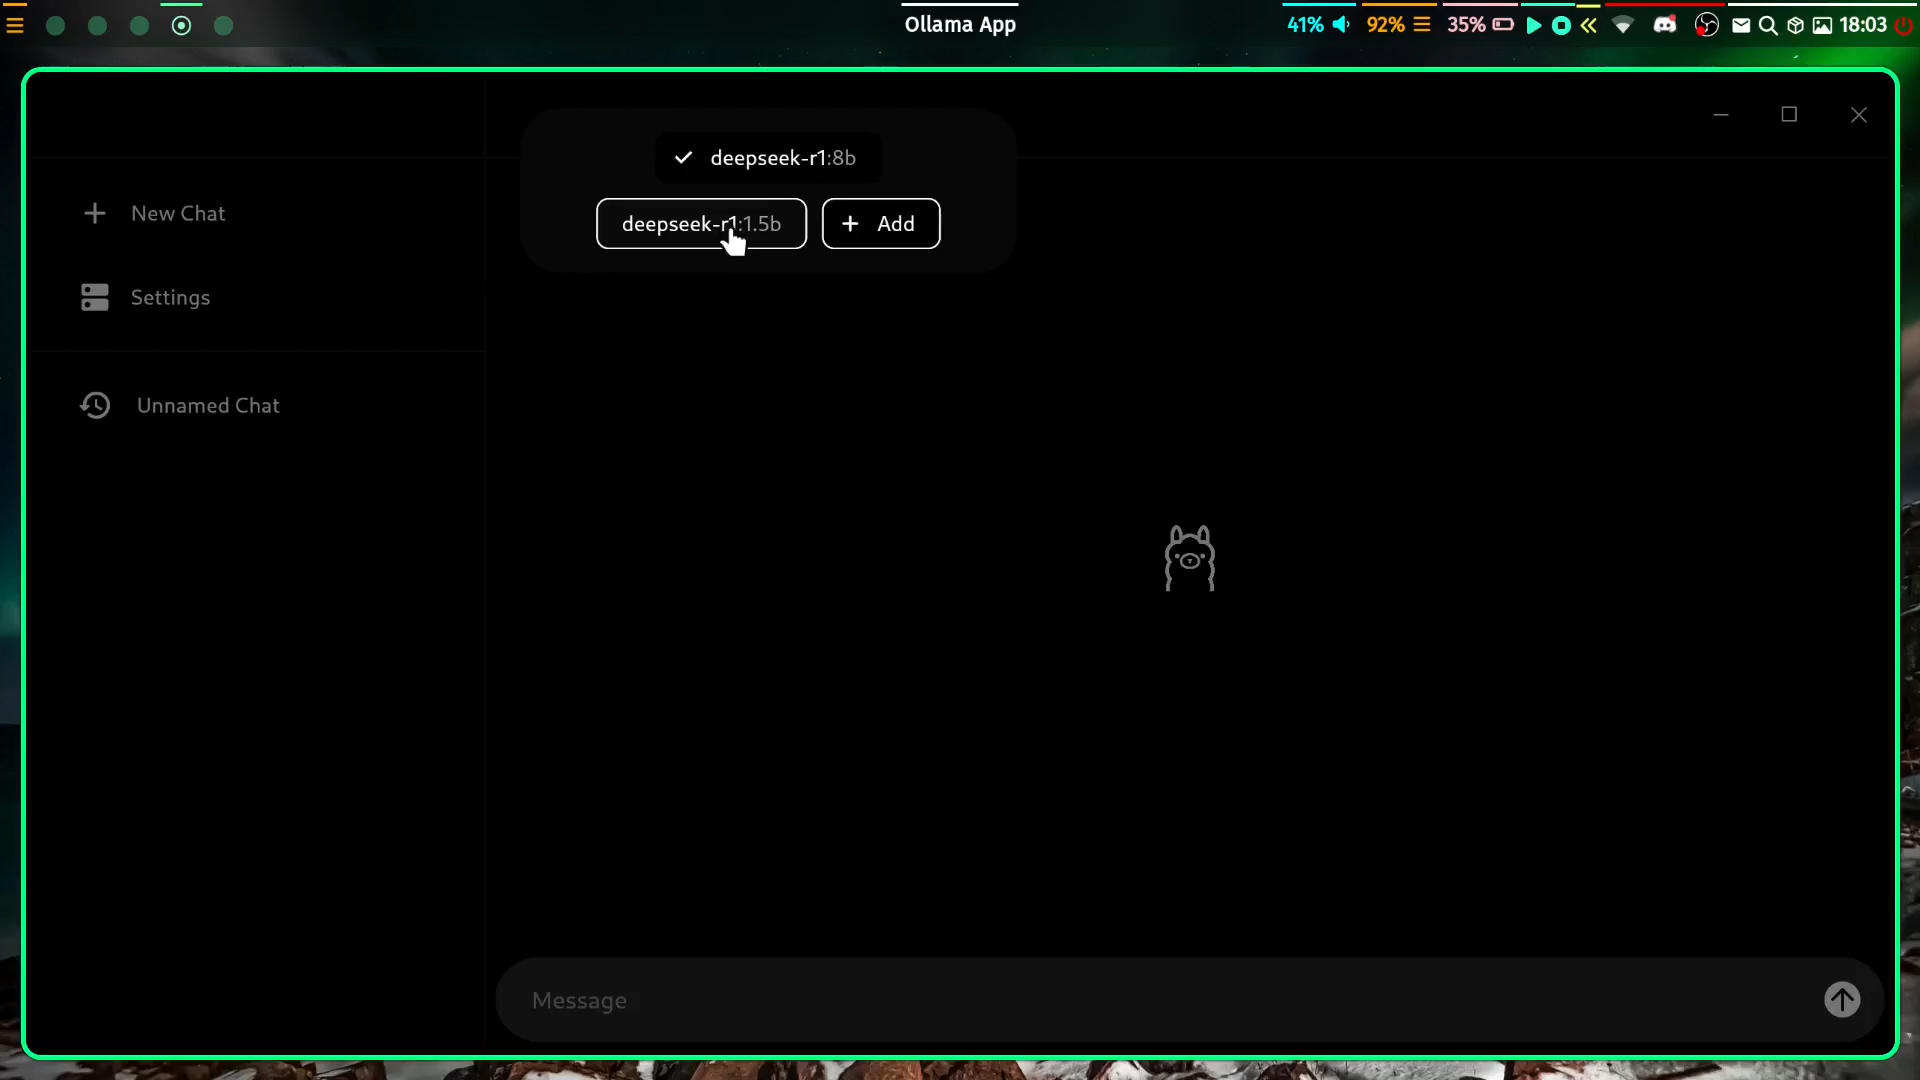 Ollama App
41%
92%
35%
18:03
deepseek-r1:8b
deepseek-r1:1.5b
Add
New Chat
Settings
Unnamed Chat
Message